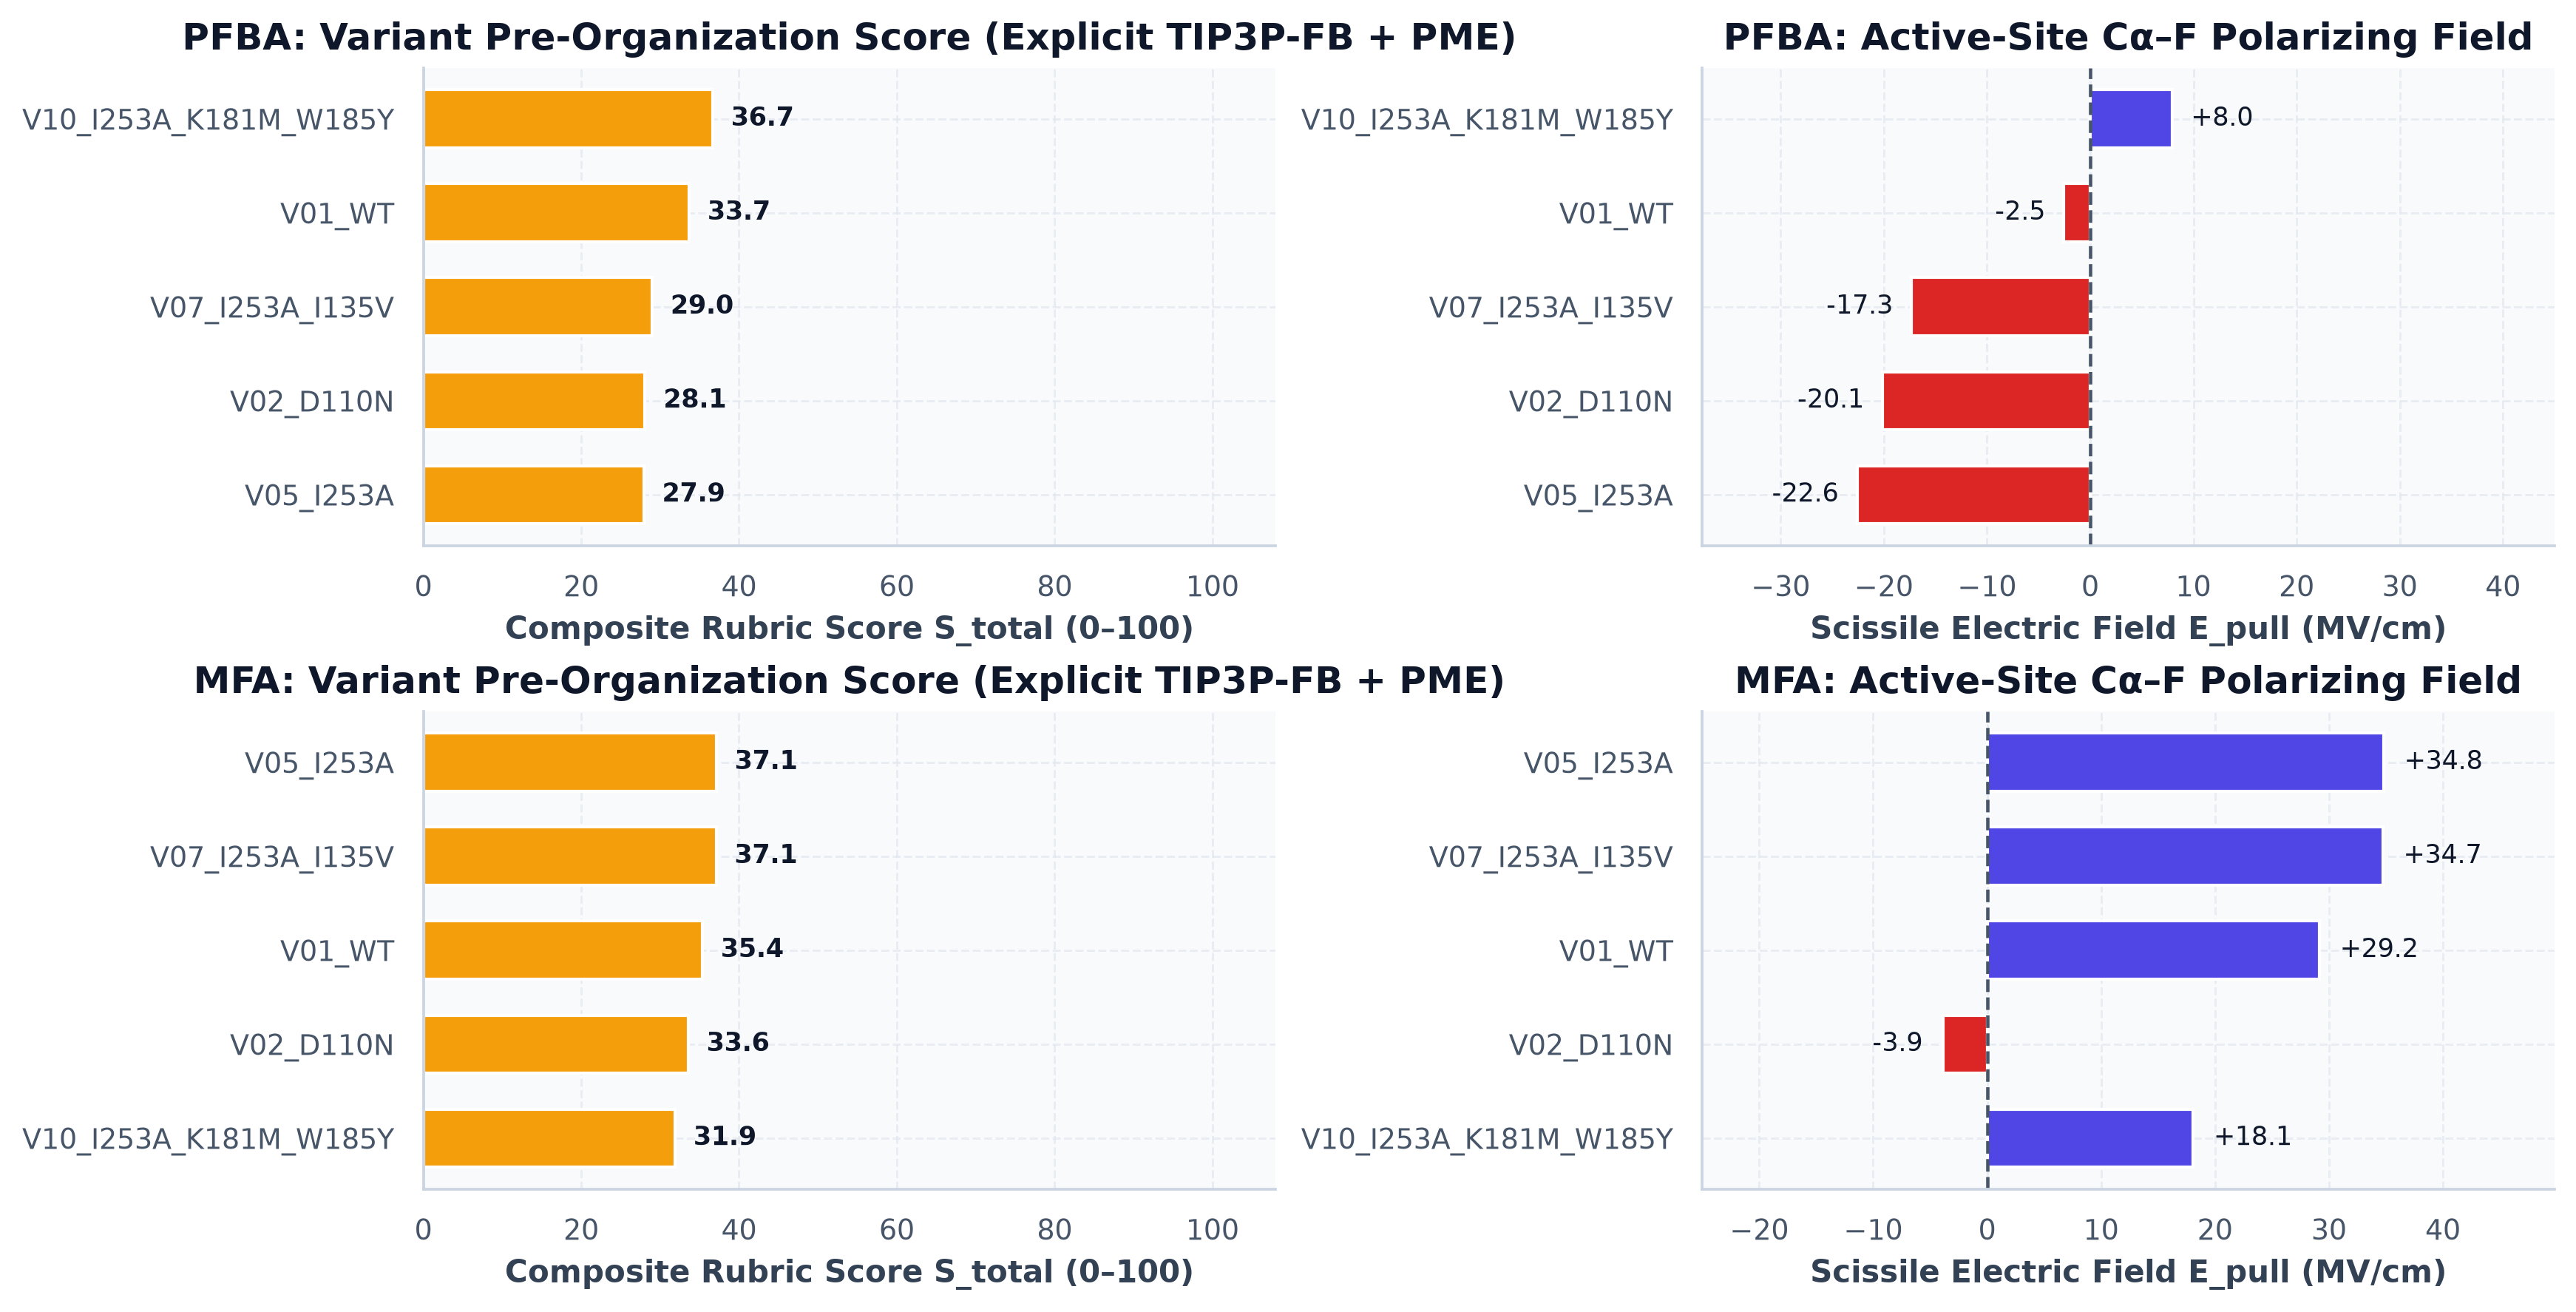 PFBA: Variant Pre-Organization Score (Explicit TIP3P-FB + PME)
V10_I253A_K181M_W185Y
36.7
V01_WT
33.7
V07_I253A_I135V
29.0
V02_D110N
28.1
V05_I253A
27.9
0 20 40 60 80 100
Composite Rubric Score S_total (0–100)
PFBA: Active-Site Cα–F Polarizing Field
V10_I253A_K181M_W185Y
+8.0
V01_WT
-2.5
V07_I253A_I135V
-17.3
V02_D110N
-20.1
V05_I253A
-22.6
−30 −20 −10 0 10 20 30 40
Scissile Electric Field E_pull (MV/cm)
MFA: Variant Pre-Organization Score (Explicit TIP3P-FB + PME)
V05_I253A
37.1
V07_I253A_I135V
37.1
V01_WT
35.4
V02_D110N
33.6
V10_I253A_K181M_W185Y
31.9
0 20 40 60 80 100
Composite Rubric Score S_total (0–100)
MFA: Active-Site Cα–F Polarizing Field
V05_I253A
+34.8
V07_I253A_I135V
+34.7
V01_WT
+29.2
V02_D110N
-3.9
V10_I253A_K181M_W185Y
+18.1
−20 −10 0 10 20 30 40
Scissile Electric Field E_pull (MV/cm)